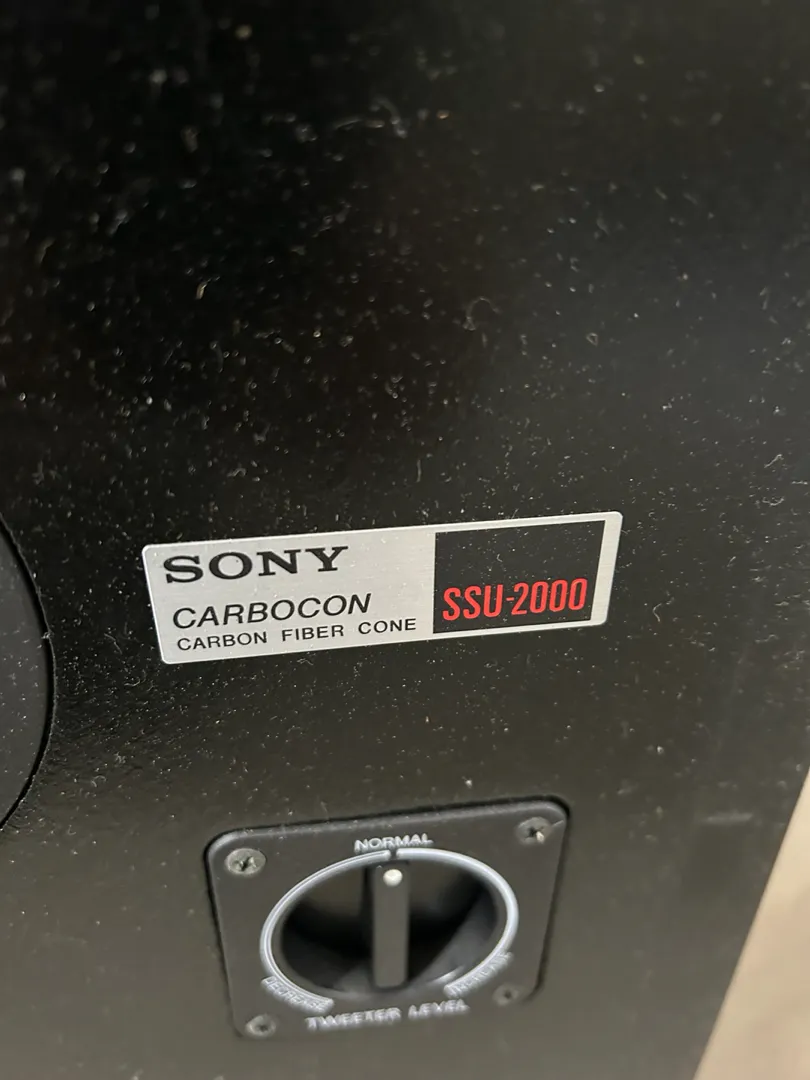 SONY
CARBOCON
CARBON FIBER CONE
SSU-2000
NORMAL
DECREASE
INCREASE
TWEETER LEVEL